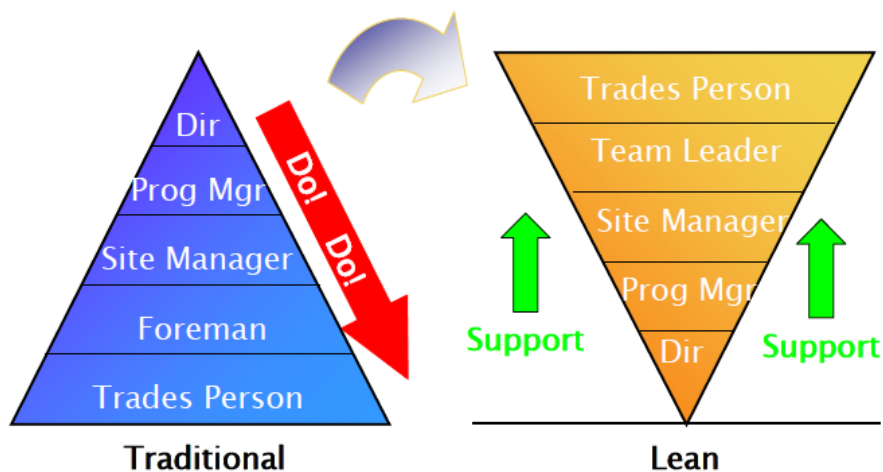 Dir
Prog Mgr
Site Manager
Foreman
Trades Person
Do! Do!
Traditional
Trades Person
Team Leader
Site Manager
Prog Mgr
Dir
Support
Support
Lean